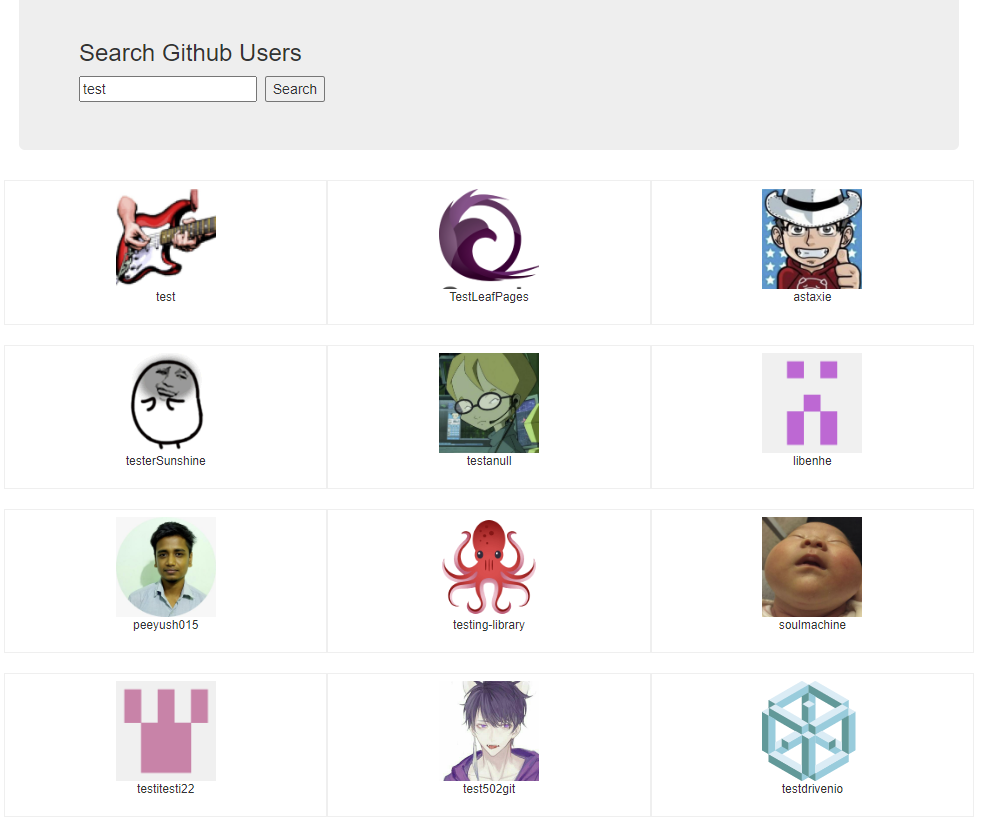 Search Github Users
test Search
test TestLeafPages astaxie
testerSunshine testanull libenhe
peeyush015 testing-library soulmachine
testitesti22 test502git testdrivenio